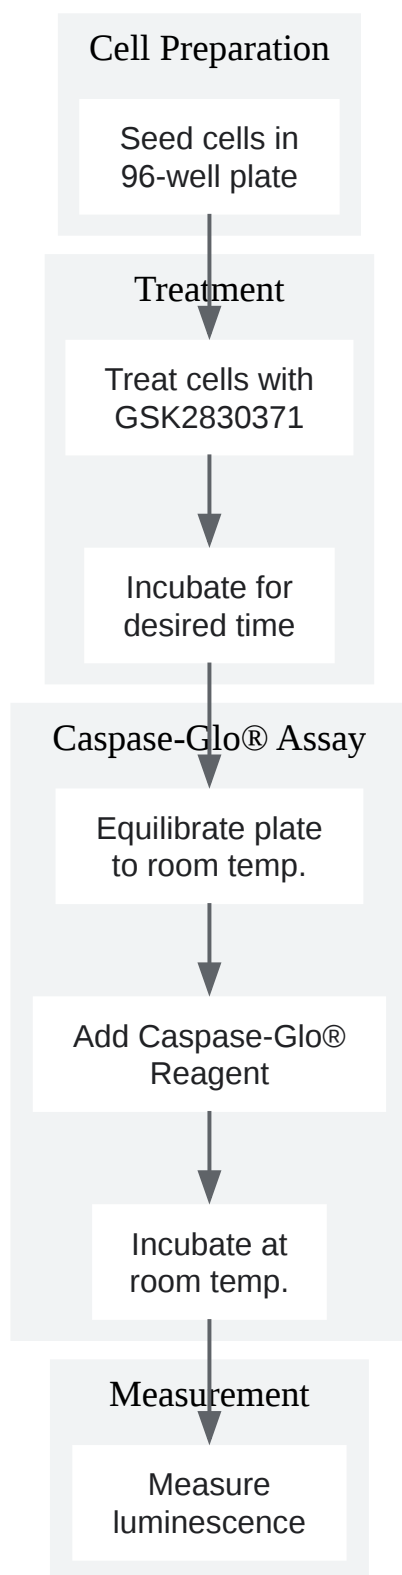 Cell Preparation
Seed cells in
96-well plate
Treatment
Treat cells with
GSK2830371
Incubate for
desired time
Caspase-Glo® Assay
Equilibrate plate
to room temp.
Add Caspase-Glo®
Reagent
Incubate at
room temp.
Measurement
Measure
luminescence